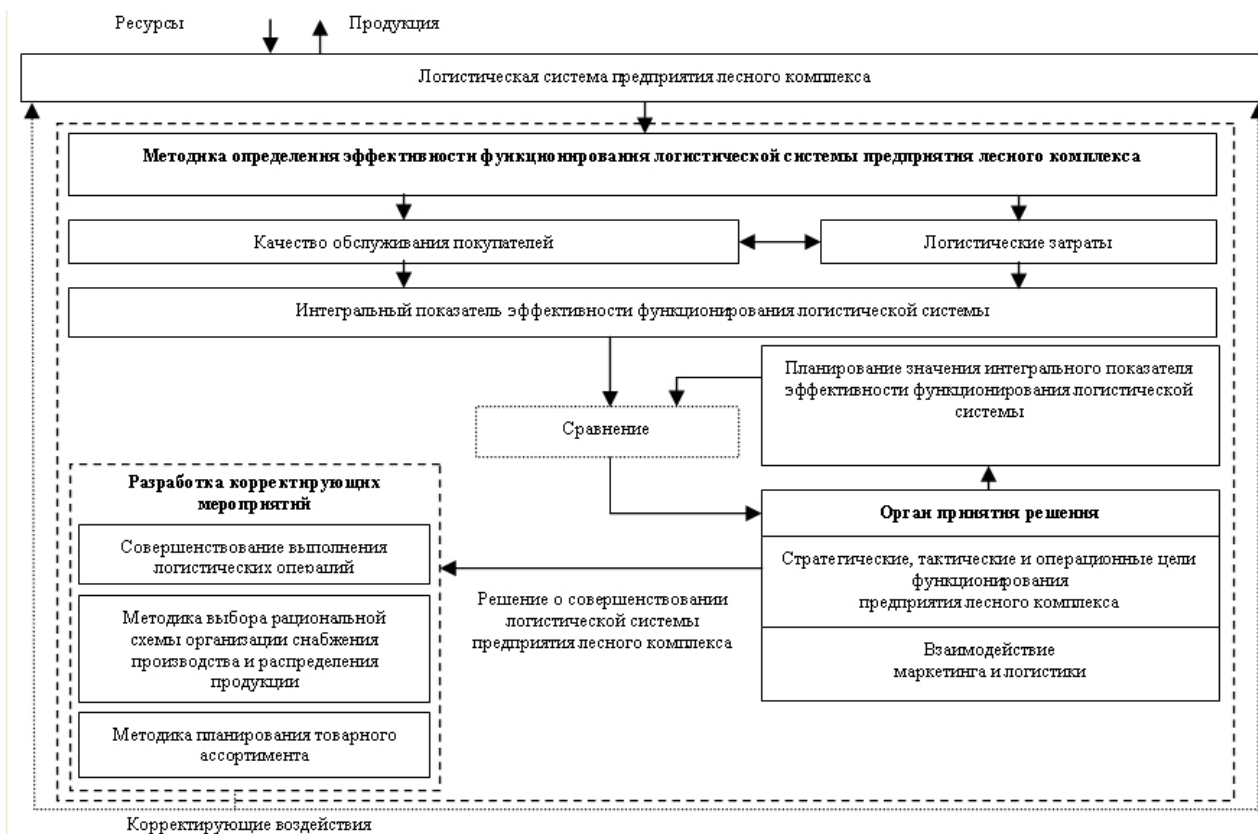 Ресурсы
Продукция
Логистическая система предприятия лесного комплекса
Методика определения эффективности функционирования логистической системы предприятия лесного комплекса
Качество обслуживания покупателей
Логистические затраты
Интегральный показатель эффективности функционирования логистической системы
Планирование значения интегрального показателя
эффективности функционирования логистической
системы
Сравнение
Разработка корректирующих
мероприятий
Совершенствование выполнения
логистических операций
Методика выбора рациональной
схемы организации снабжения
производства и распределения
продукции
Методика планирования товарного
ассортимента
Решение о совершенствовании
логистической системы
предприятия лесного комплекса
Орган принятия решения
Стратегические, тактические и операционные цели
функционирования
предприятия лесного комплекса
Взаимодействие
маркетинга и логистики
Корректирующие воздействия